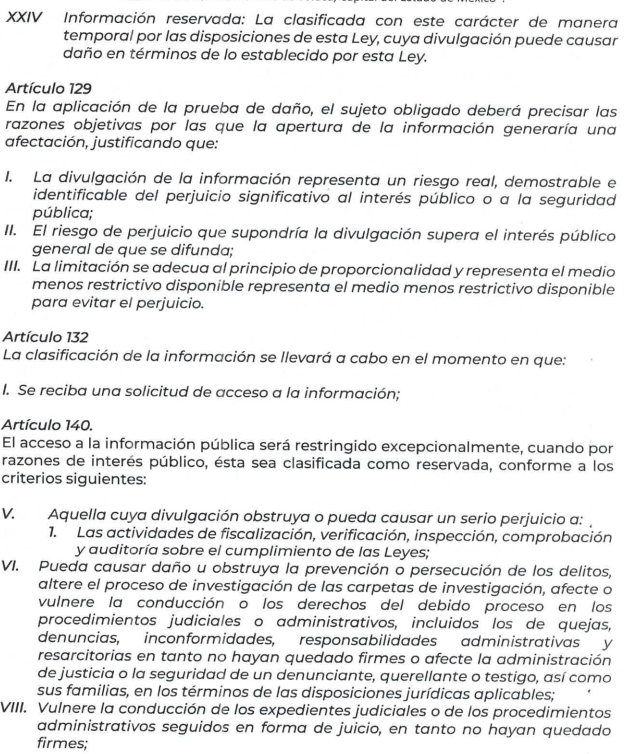 XXIV Información reservada: La clasificada con este carácter de manera
temporal por las disposiciones de esta Ley, cuya divulgación puede causar
daño en términos de lo establecido por esta Ley.
Artículo 129
En la aplicación de la prueba de daño, el sujeto obligado deberá precisar las
razones objetivas por las que la apertura de la información generaría una
afectación, justificando que:
I. La divulgación de la información representa un riesgo real, demostrable e
identificable del perjuicio significativo al interés público o a la seguridad
pública;
II. El riesgo de perjuicio que supondría la divulgación supera el interés público
general de que se difunda;
III. La limitación se adecua al principio de proporcionalidad y representa el medio
menos restrictivo disponible representa el medio menos restrictivo disponible
para evitar el perjuicio.
Artículo 132
La clasificación de la información se llevará a cabo en el momento en que:
I. Se reciba una solicitud de acceso a la información;
Artículo 140.
El acceso a la información pública será restringido excepcionalmente, cuando por
razones de interés público, ésta sea clasificada como reservada, conforme a los
criterios siguientes:
V. Aquella cuya divulgación obstruya o pueda causar un serio perjuicio a:
1. Las actividades de fiscalización, verificación, inspección, comprobación
y auditoría sobre el cumplimiento de las Leyes;
VI. Pueda causar daño u obstruya la prevención o persecución de los delitos,
altere el proceso de investigación de las carpetas de investigación, afecte o
vulnere la conducción o los derechos del debido proceso en los
procedimientos judiciales o administrativos, incluidos los de quejas,
denuncias, inconformidades, responsabilidades administrativas y
resarcitorias en tanto no hayan quedado firmes o afecte la administración
de justicia o la seguridad de un denunciante, querellante o testigo, así como
sus familias, en los términos de las disposiciones jurídicas aplicables;
VIII. Vulnere la conducción de los expedientes judiciales o de los procedimientos
administrativos seguidos en forma de juicio, en tanto no hayan quedado
firmes;